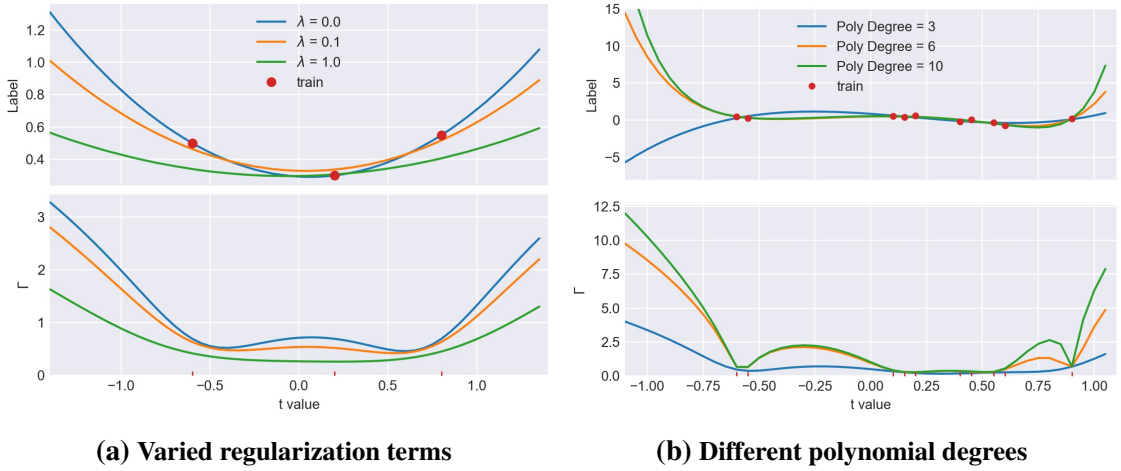 1.2
1.0
0.8
0.6
0.4
Label
λ = 0.0
λ = 0.1
λ = 1.0
train
3
2
1
0
Γ
−1.0 −0.5 0.0 0.5 1.0
t value
(a) Varied regularization terms
15
10
5
0
−5
Label
Poly Degree = 3
Poly Degree = 6
Poly Degree = 10
train
12.5
10.0
7.5
5.0
2.5
0.0
Γ
−1.00 −0.75 −0.50 −0.25 0.00 0.25 0.50 0.75 1.00
t value
(b) Different polynomial degrees